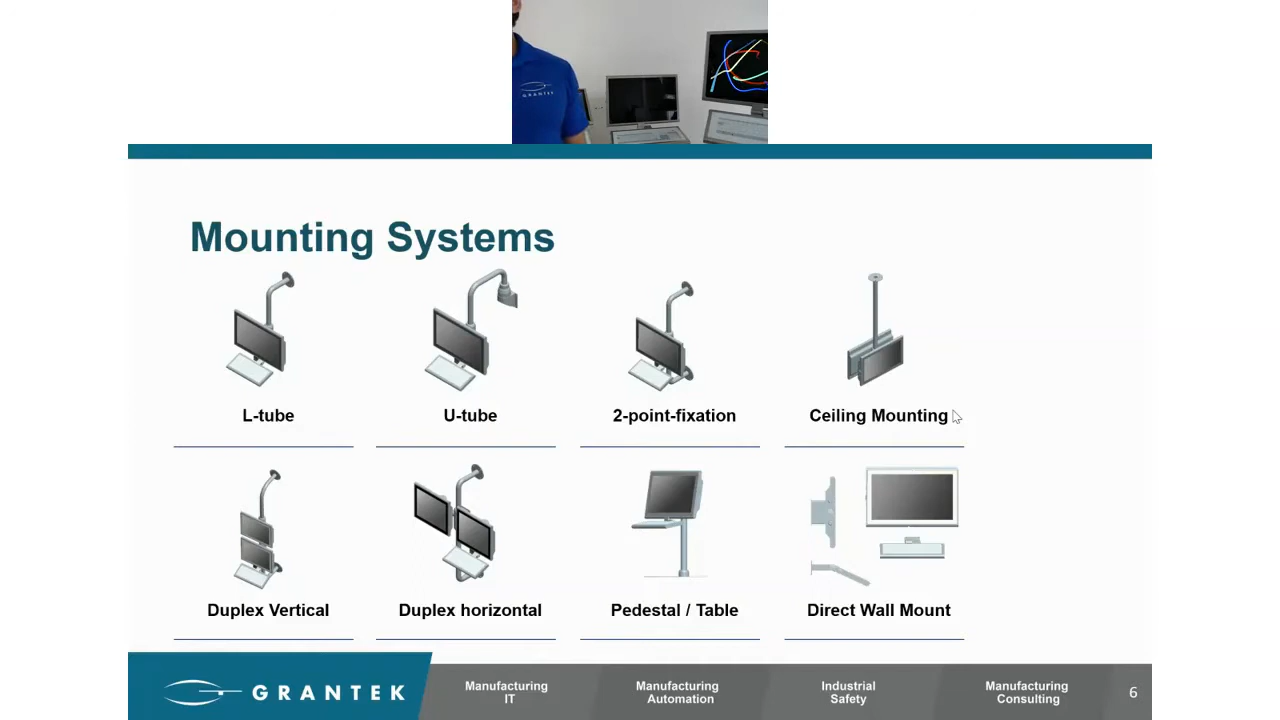 GRANTEK
Mounting Systems
L-tube
U-tube
2-point-fixation
Ceiling Mounting
Duplex Vertical
Duplex horizontal
Pedestal / Table
Direct Wall Mount
GRANTEK
Manufacturing
IT
Manufacturing
Automation
Industrial
Safety
Manufacturing
Consulting
6